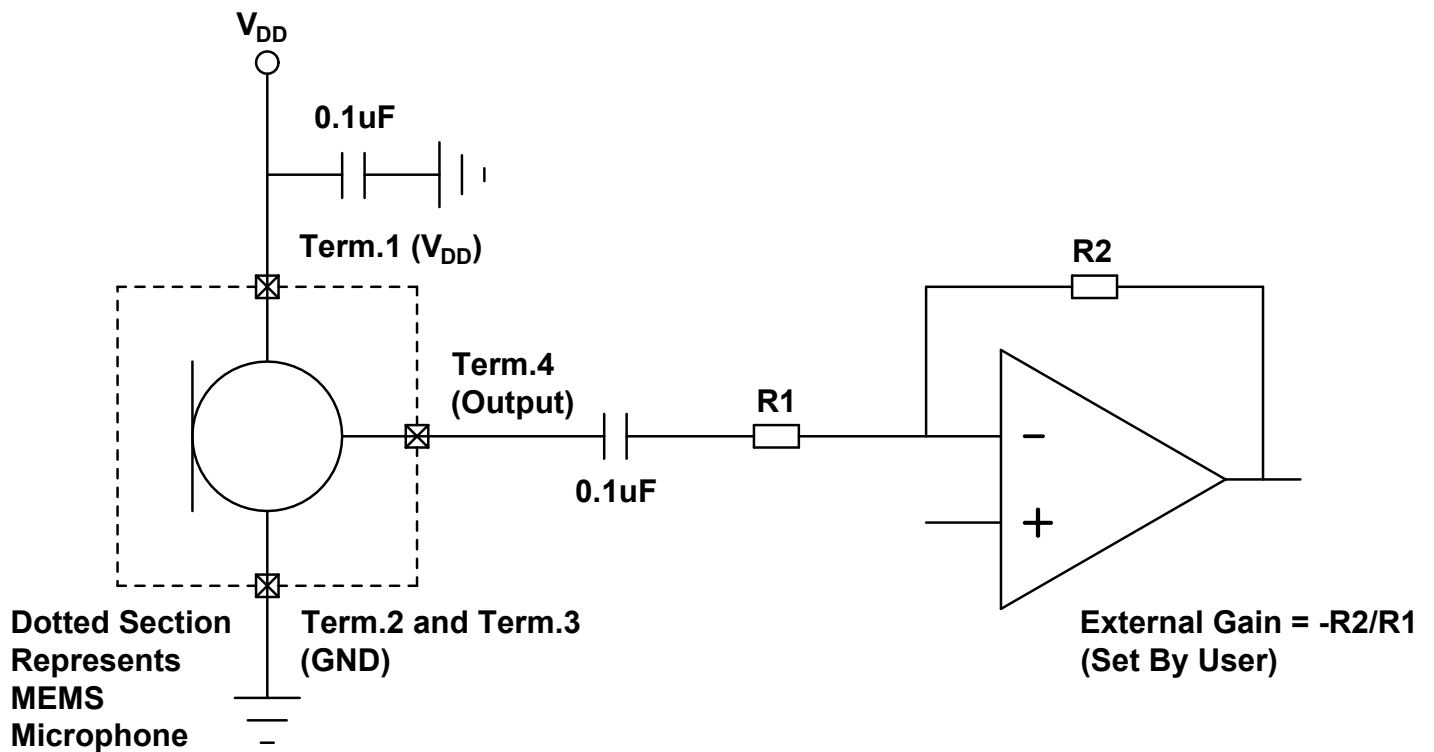 VDD
0.1uF
Term.1 (VDD)
R2
Term.4
(Output)
R1
0.1uF
-
+
Dotted Section
Represents
MEMS
Microphone
Term.2 and Term.3
(GND)
External Gain = -R2/R1
(Set By User)